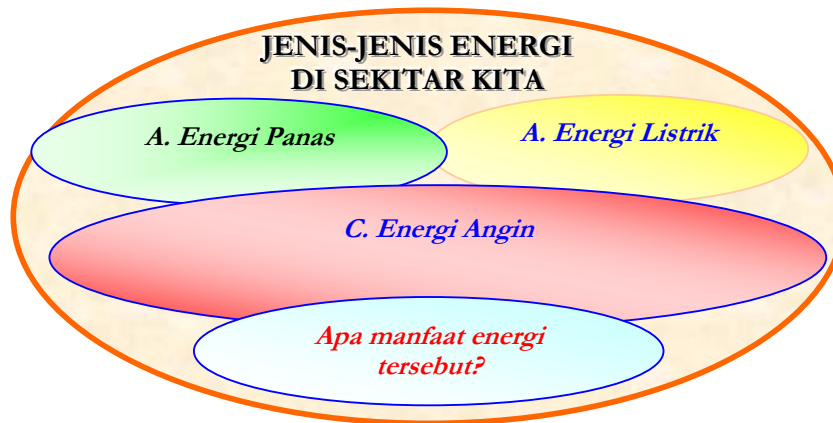 JENIS-JENIS ENERGI
DI SEKITAR KITA
A. Energi Panas
A. Energi Listrik
C. Energi Angin
Apa manfaat energi
tersebut?